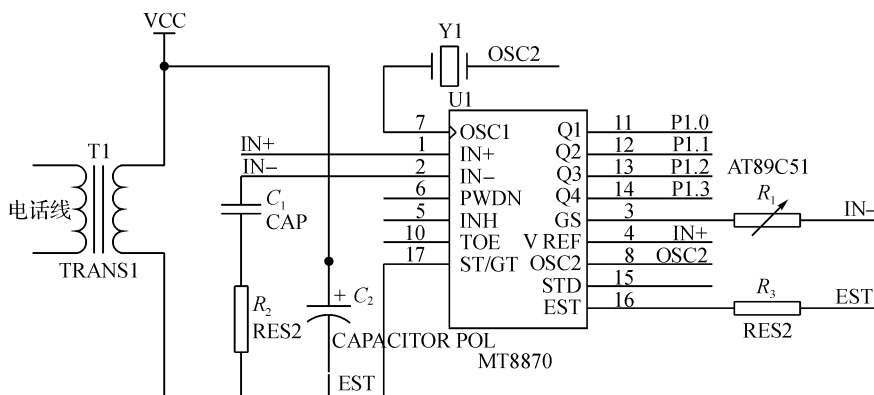 VCC
Y1
OSC2
U1
7 OSC1 Q1 11 P1.0
IN+ 1 IN+ Q2 12 P1.1
IN− 2 IN− Q3 13 P1.2 AT89C51
T1
6 PWDN Q4 14 P1.3 R1
C1
CAP
电话线
5 INH GS 3 IN−
10 TOE V REF 4 IN+
TRANS1
17 ST/GT OSC2 8 OSC2
STD 15
EST 16 R3 EST
+ C2
R2
RES2
CAPACITOR POL
RES2
MT8870
EST